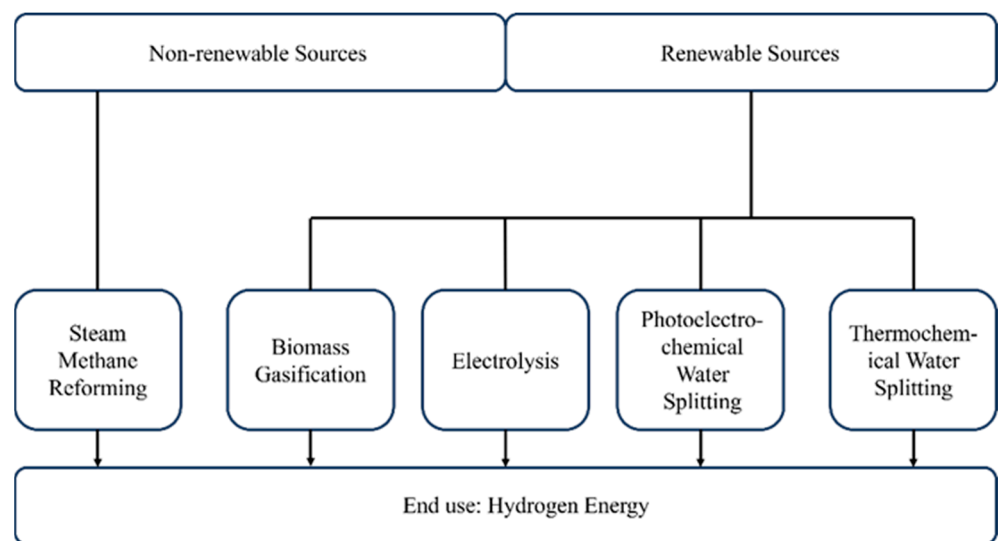 Non-renewable Sources
Renewable Sources
Steam
Methane
Reforming
Biomass
Gasification
Electrolysis
Photoelectro-
chemical
Water
Splitting
Thermochem-
ical Water
Splitting
End use: Hydrogen Energy